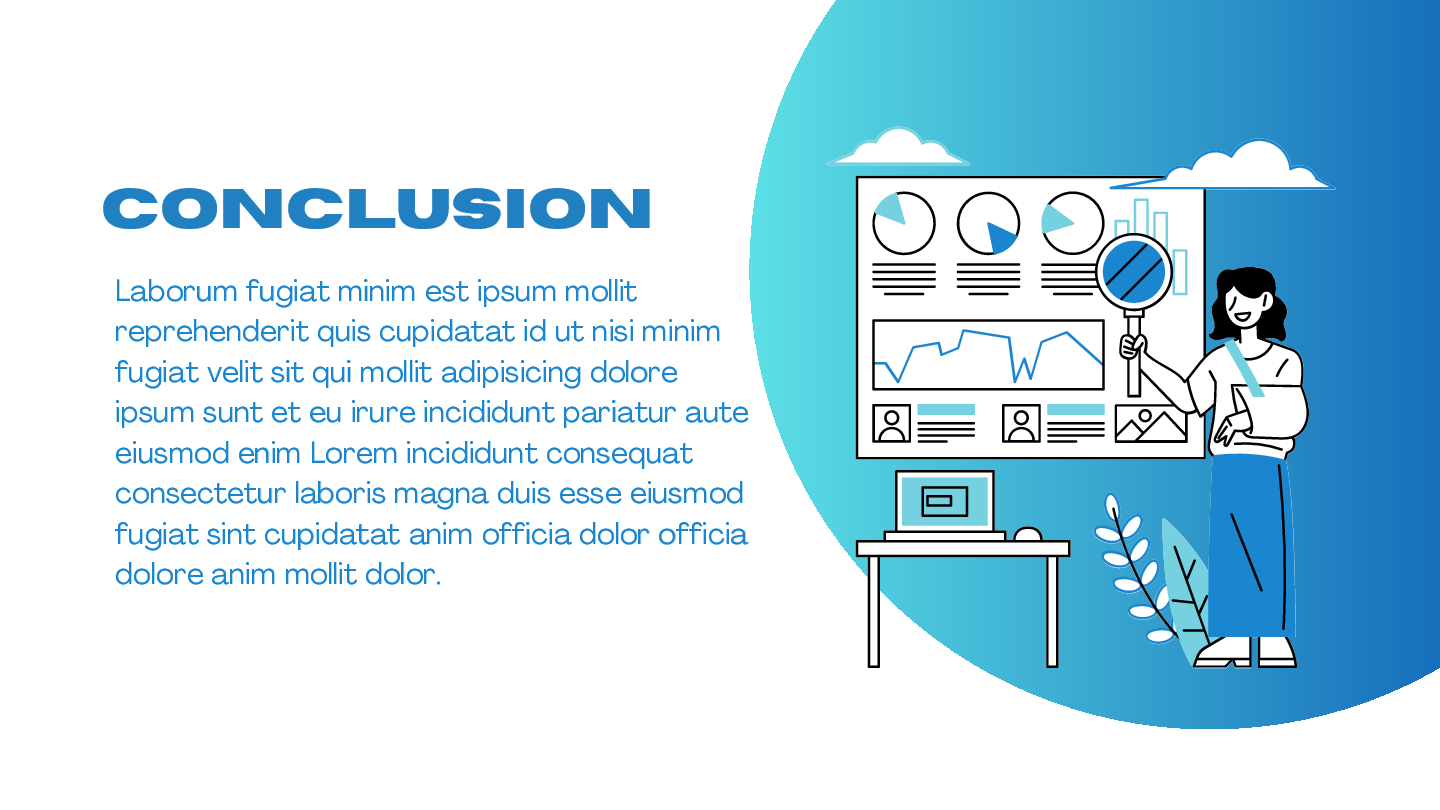 CONCLUSION
Laborum fugiat minim est ipsum mollit
reprehenderit quis cupidatat id ut nisi minim
fugiat velit sit qui mollit adipisicing dolore
ipsum sunt et eu irure incididunt pariatur aute
eiusmod enim Lorem incididunt consequat
consectetur laboris magna duis esse eiusmod
fugiat sint cupidatat anim officia dolor officia
dolore anim mollit dolor.